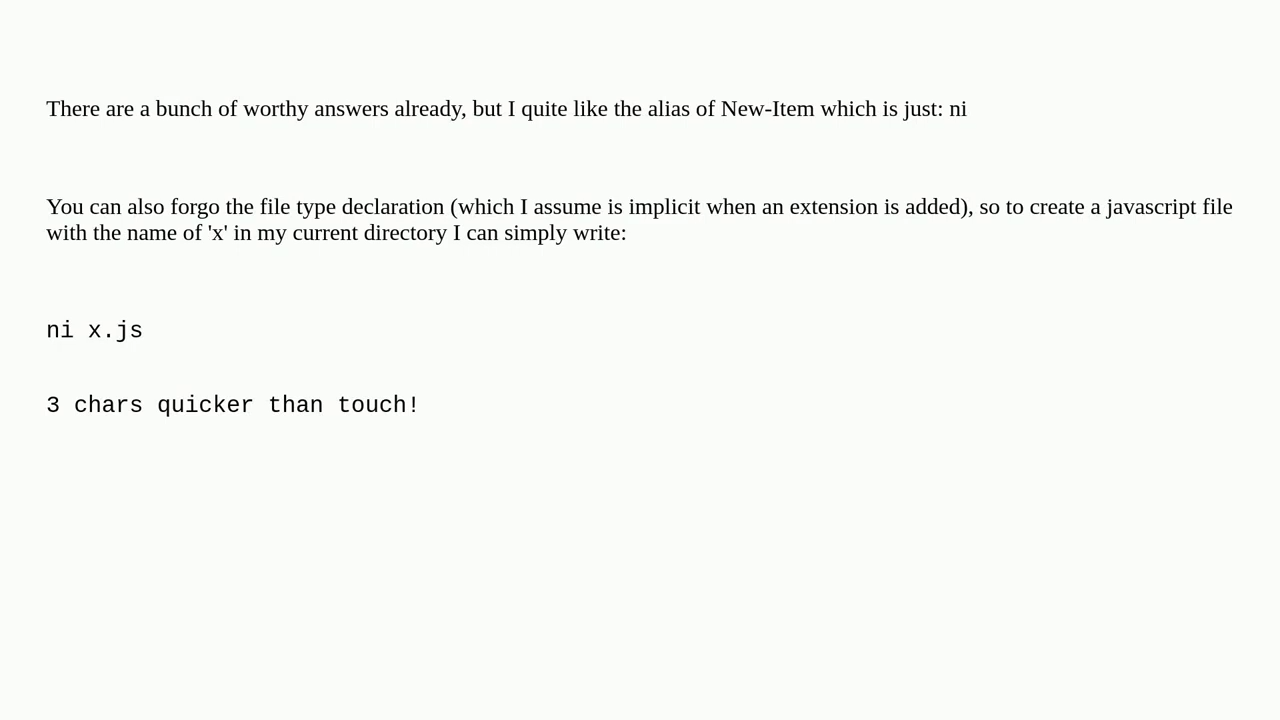 There are a bunch of worthy answers already, but I quite like the alias of New-Item which is just: ni
You can also forgo the file type declaration (which I assume is implicit when an extension is added), so to create a javascript file
with the name of 'x' in my current directory I can simply write:
ni x.js
3 chars quicker than touch!